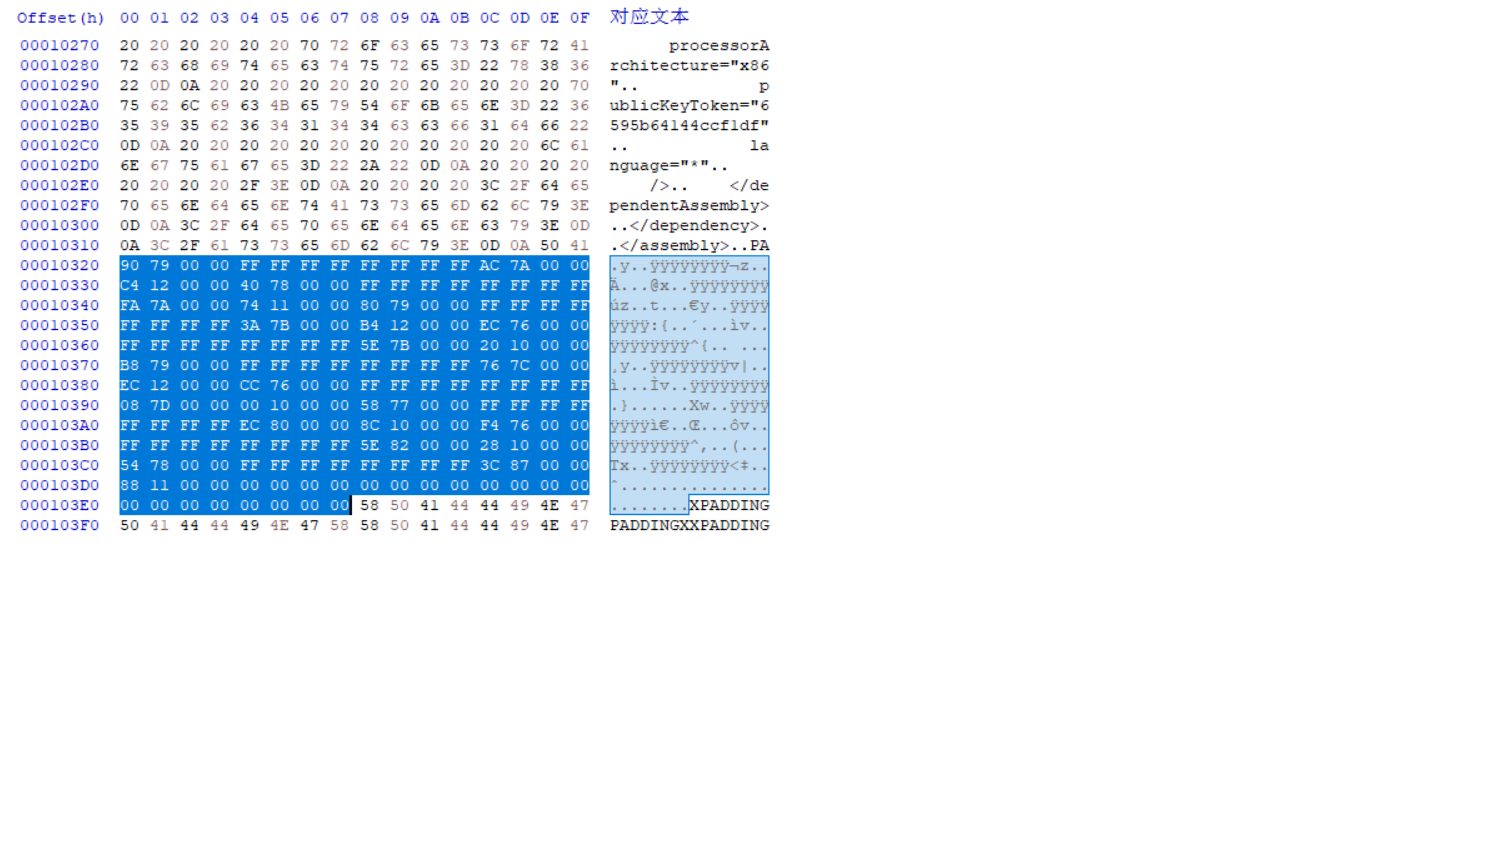 Offset(h) 00 01 02 03 04 05 06 07 08 09 0A 0B 0C 0D 0E 0F 对应文本
00010270 20 20 20 20 20 20 70 72 6F 63 65 73 73 6F 72 41       processorA
00010280 72 63 68 69 74 65 63 74 75 72 65 3D 22 78 38 36 rchitecture="x86
00010290 22 0D 0A 20 20 20 20 20 20 20 20 20 20 20 20 70 "..            p
000102A0 75 62 6C 69 63 4B 65 79 54 6F 6B 65 6E 3D 22 36 ublicKeyToken="6
000102B0 35 39 35 62 36 34 31 34 34 63 63 66 31 64 66 22 595b64144ccf1df"
000102C0 0D 0A 20 20 20 20 20 20 20 20 20 20 20 20 6C 61 ..            la
000102D0 6E 67 75 61 67 65 3D 22 2A 22 0D 0A 20 20 20 20 nguage="*"..
000102E0 20 20 20 20 2F 3E 0D 0A 20 20 20 20 3C 2F 64 65     />..    </de
000102F0 70 65 6E 64 65 6E 74 41 73 73 65 6D 62 6C 79 3E pendentAssembly>
00010300 0D 0A 3C 2F 64 65 70 65 6E 64 65 6E 63 79 3E 0D ..</dependency>.
00010310 0A 3C 2F 61 73 73 65 6D 62 6C 79 3E 0D 0A 50 41 .</assembly>..PA
00010320 90 79 00 00 FF FF FF FF FF FF FF FF AC 7A 00 00 .y..ÿÿÿÿÿÿÿÿ¬z..
00010330 C4 12 00 00 40 78 00 00 FF FF FF FF FF FF FF FF Ä...@x..ÿÿÿÿÿÿÿÿ
00010340 FA 7A 00 00 74 11 00 00 80 79 00 00 FF FF FF FF úz..t...€y..ÿÿÿÿ
00010350 FF FF FF FF 3A 7B 00 00 B4 12 00 00 EC 76 00 00 ÿÿÿÿ:{..´...ìv..
00010360 FF FF FF FF FF FF FF FF 5E 7B 00 00 20 10 00 00 ÿÿÿÿÿÿÿÿ^{.. ...
00010370 B8 79 00 00 FF FF FF FF FF FF FF FF 76 7C 00 00 ¸y..ÿÿÿÿÿÿÿÿv|..
00010380 EC 12 00 00 CC 76 00 00 FF FF FF FF FF FF FF FF ì...Ìv..ÿÿÿÿÿÿÿÿ
00010390 08 7D 00 00 00 10 00 00 58 77 00 00 FF FF FF FF .}......Xw..ÿÿÿÿ
000103A0 FF FF FF FF EC 80 00 00 8C 10 00 00 F4 76 00 00 ÿÿÿÿì€..Œ...ôv..
000103B0 FF FF FF FF FF FF FF FF 5E 82 00 00 28 10 00 00 ÿÿÿÿÿÿÿÿ^‚..(...
000103C0 54 78 00 00 FF FF FF FF FF FF FF FF 3C 87 00 00 Tx..ÿÿÿÿÿÿÿÿ<‡..
000103D0 88 11 00 00 00 00 00 00 00 00 00 00 00 00 00 00 ˆ...............
000103E0 00 00 00 00 00 00 00 00 58 50 41 44 44 49 4E 47 ........XPADDING
000103F0 50 41 44 44 49 4E 47 58 58 50 41 44 44 49 4E 47 PADDINGXXPADDING